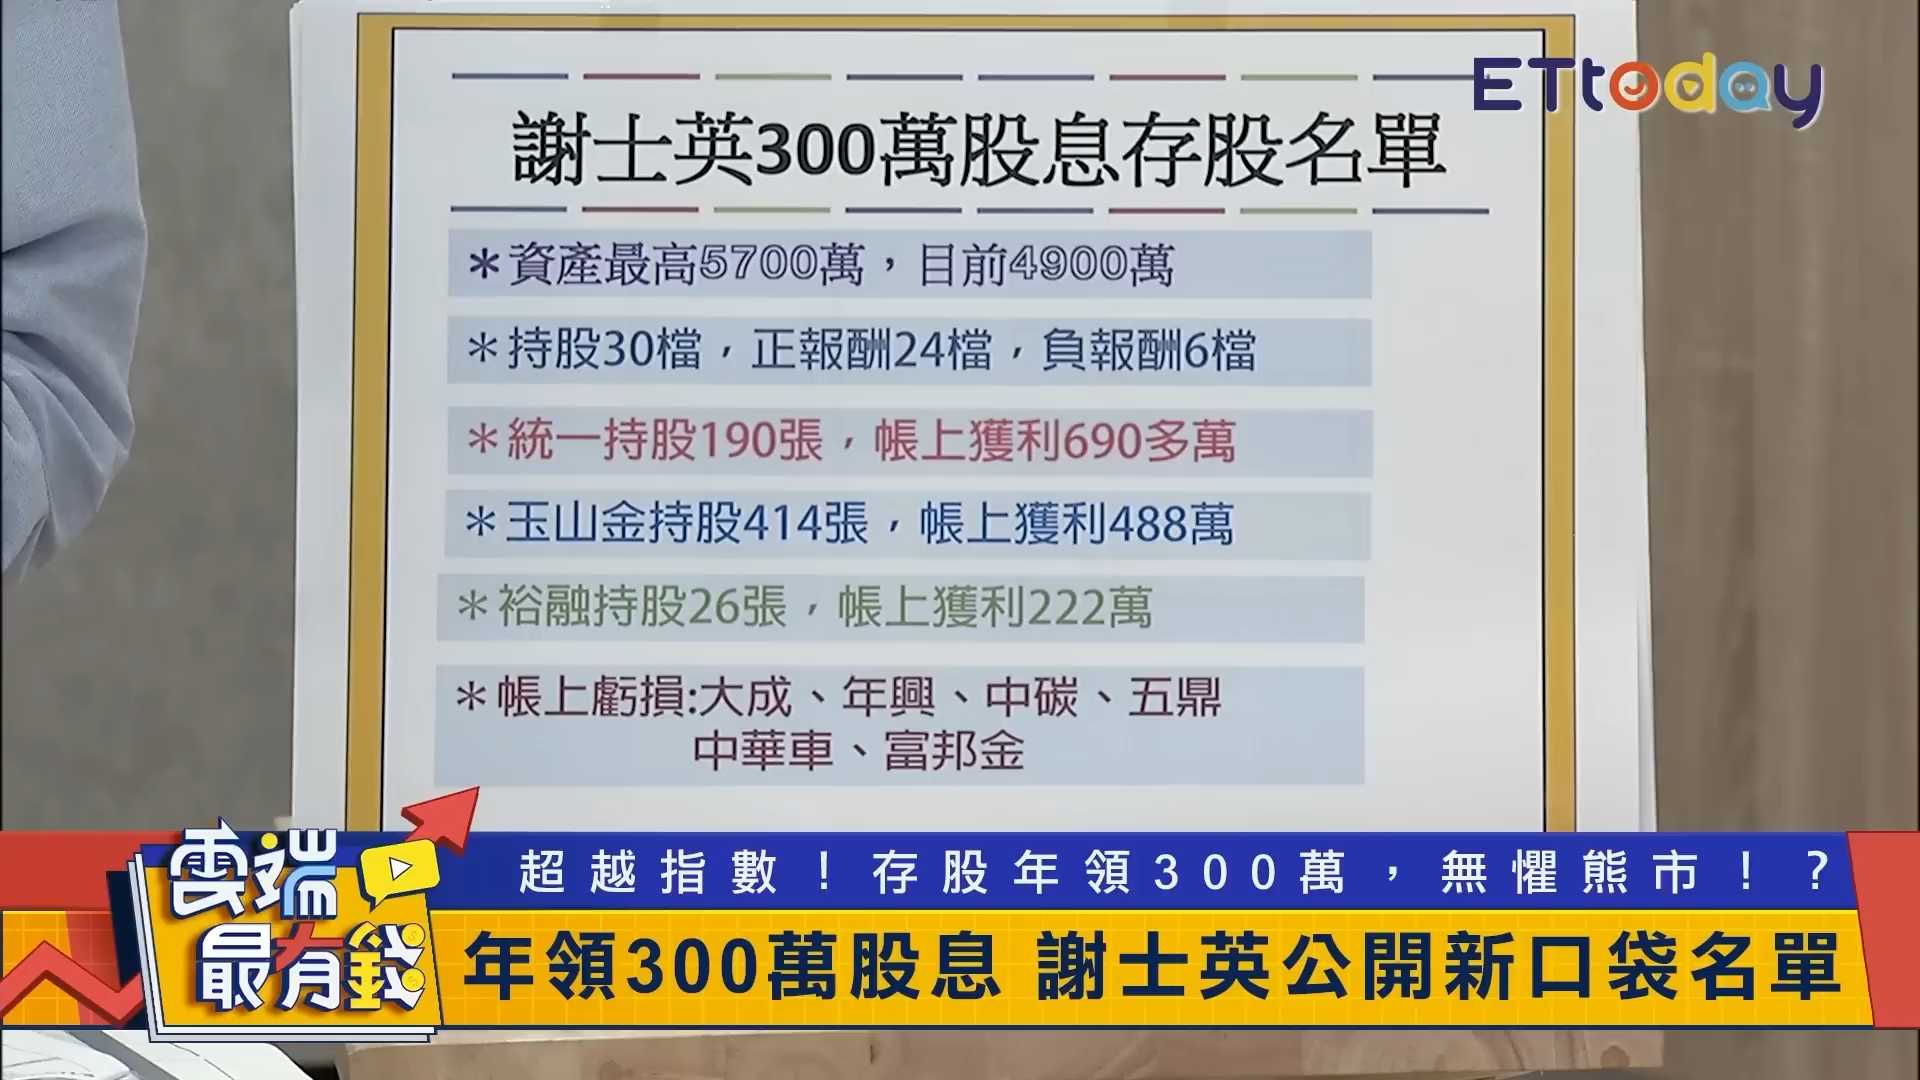 ETtoday
謝士英300萬股息存股名單
＊資產最高5700萬，目前4900萬
＊持股30檔，正報酬24檔，負報酬6檔
＊統一持股190張，帳上獲利690多萬
＊玉山金持股414張，帳上獲利488萬
＊裕融持股26張，帳上獲利222萬
＊帳上虧損:大成、年興、中碳、五鼎
中華車、富邦金
雲端
最有錢
超越指數！存股年領300萬，無懼熊市！？
年領300萬股息 謝士英公開新口袋名單